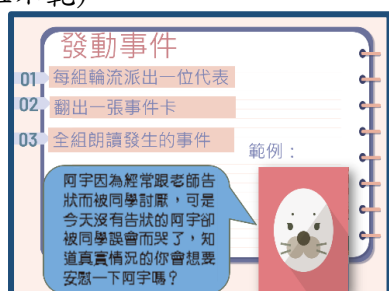 發動事件
01 每組輪流派出一位代表
02 翻出一張事件卡
03 全組朗讀發生的事件
範例：
阿宇因為經常跟老師告
狀而被同學討厭，可是
今天沒有告狀的阿宇卻
被同學誤會而哭了，知
道真實情況的你會想要
安慰一下阿宇嗎？